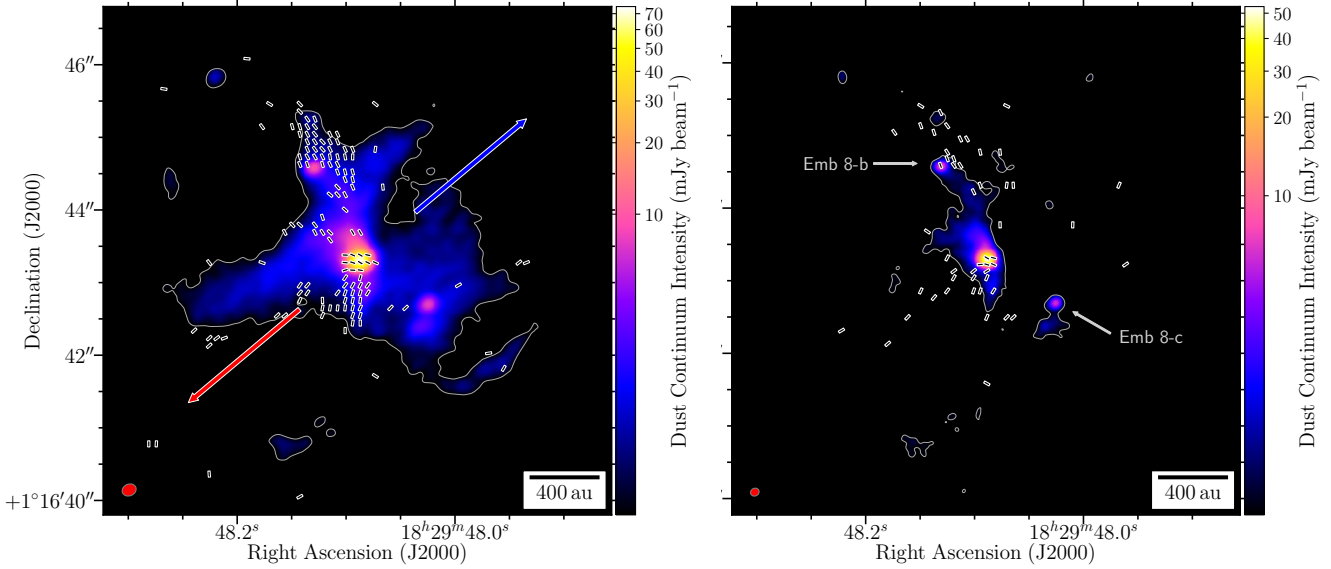 46″
44″
42″
+1°16′40″
Declination (J2000)
48.2ˢ
18ʰ29ᵐ48.0ˢ
Right Ascension (J2000)
400 au
70
60
50
40
30
20
10
Dust Continuum Intensity (mJy beam⁻¹)
Emb 8-b
Emb 8-c
48.2ˢ
18ʰ29ᵐ48.0ˢ
Right Ascension (J2000)
400 au
50
40
30
20
10
Dust Continuum Intensity (mJy beam⁻¹)